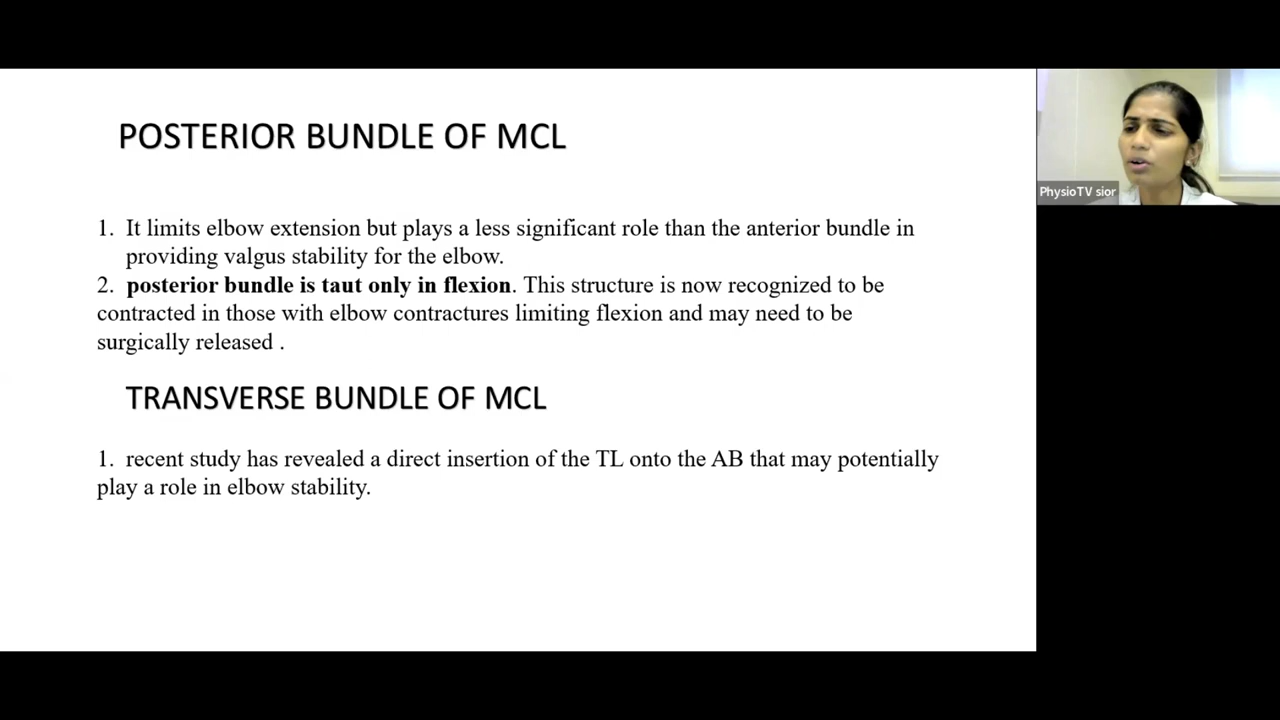 POSTERIOR BUNDLE OF MCL
1. It limits elbow extension but plays a less significant role than the anterior bundle in
providing valgus stability for the elbow.
2. posterior bundle is taut only in flexion. This structure is now recognized to be
contracted in those with elbow contractures limiting flexion and may need to be
surgically released .
TRANSVERSE BUNDLE OF MCL
1. recent study has revealed a direct insertion of the TL onto the AB that may potentially
play a role in elbow stability.
PhysioTV sior